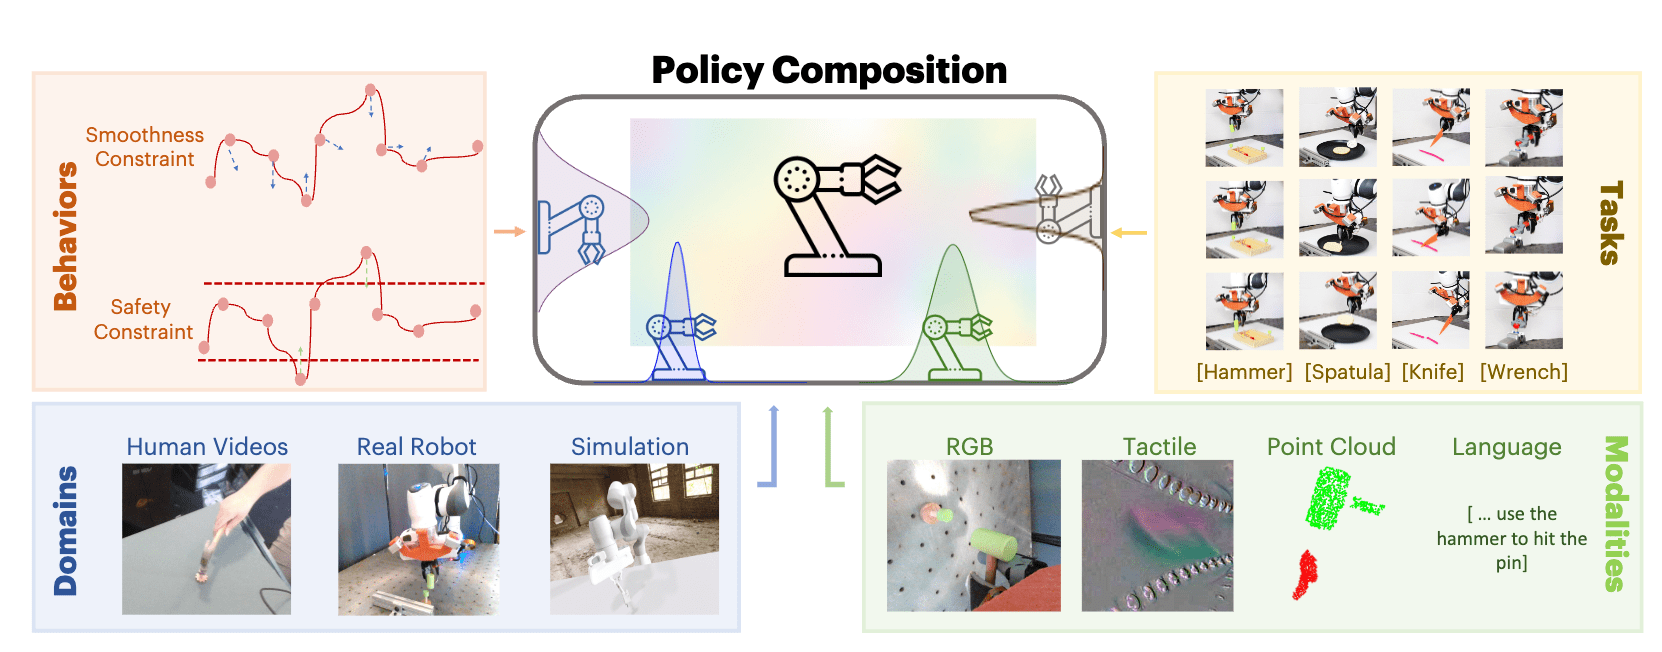 Policy Composition
Behaviors
Smoothness
Constraint
Safety
Constraint
Tasks
[Hammer] [Spatula] [Knife] [Wrench]
Domains
Human Videos
Real Robot
Simulation
Modalities
RGB
Tactile
Point Cloud
Language
[ ... use the
hammer to hit the
pin]